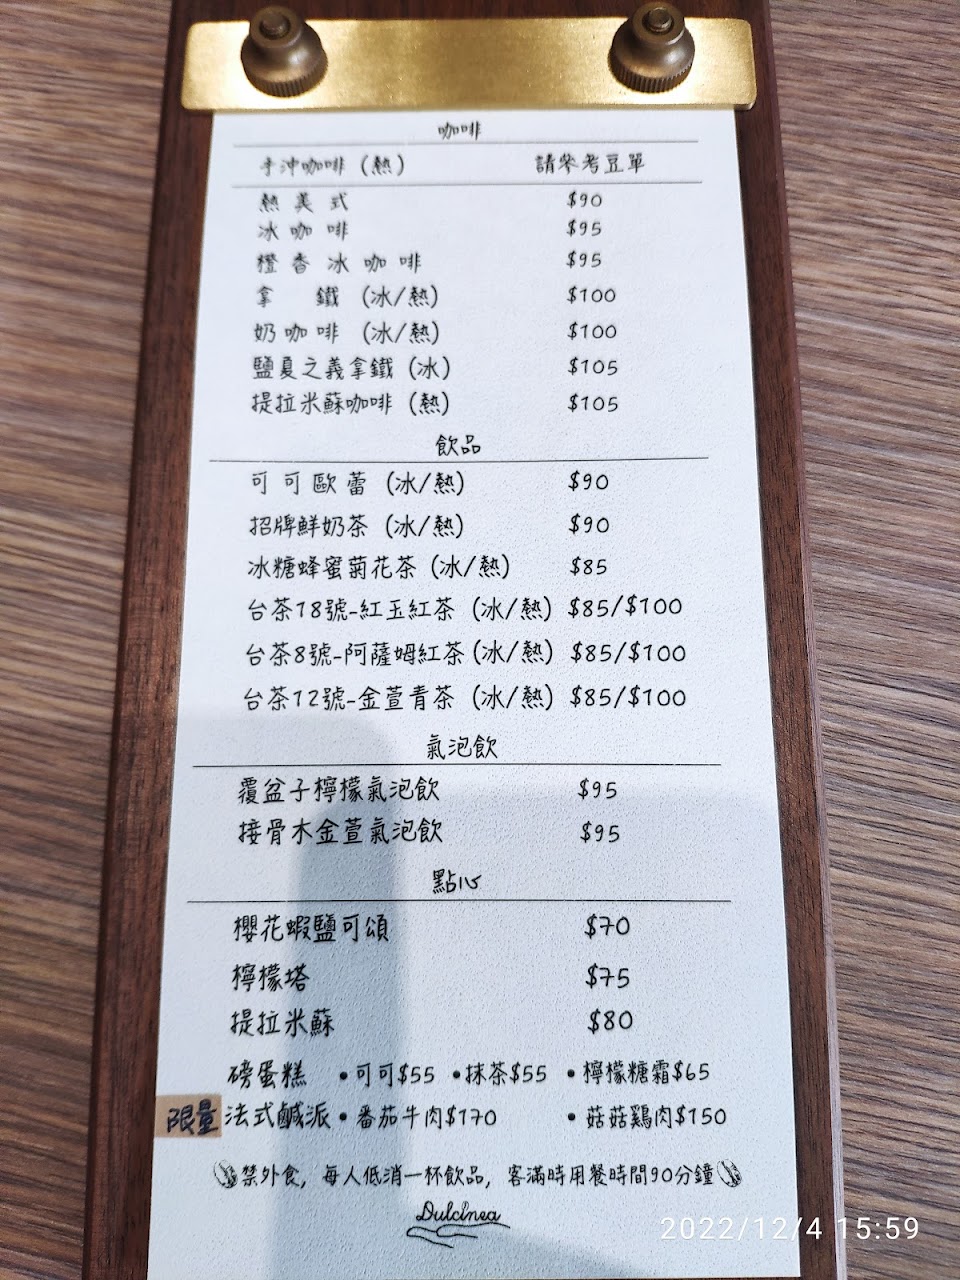 咖啡
手沖咖啡 (熱) 請參考豆單
熱美式 $90
冰咖啡 $95
橙香冰咖啡 $95
拿 鐵 (冰/熱) $100
奶咖啡 (冰/熱) $100
鹽夏之義拿鐵 (冰) $105
提拉米蘇咖啡 (熱) $105
飲品
可可歐蕾 (冰/熱) $90
招牌鮮奶茶 (冰/熱) $90
冰糖蜂蜜菊花茶 (冰/熱) $85
台茶18號-紅玉紅茶 (冰/熱) $85/$100
台茶8號-阿薩姆紅茶 (冰/熱) $85/$100
台茶12號-金萱青茶 (冰/熱) $85/$100
氣泡飲
覆盆子檸檬氣泡飲 $95
接骨木金萱氣泡飲 $95
點心
櫻花蝦鹽可頌 $70
檸檬塔 $75
提拉米蘇 $80
磅蛋糕 •可可$55 •抹茶$55 •檸檬糖霜$65
限量 法式鹹派 •番茄牛肉$170 •菇菇雞肉$150
禁外食, 每人低消一杯飲品, 客滿時用餐時間90分鐘
Dulcinea
2022/12/4 15:59